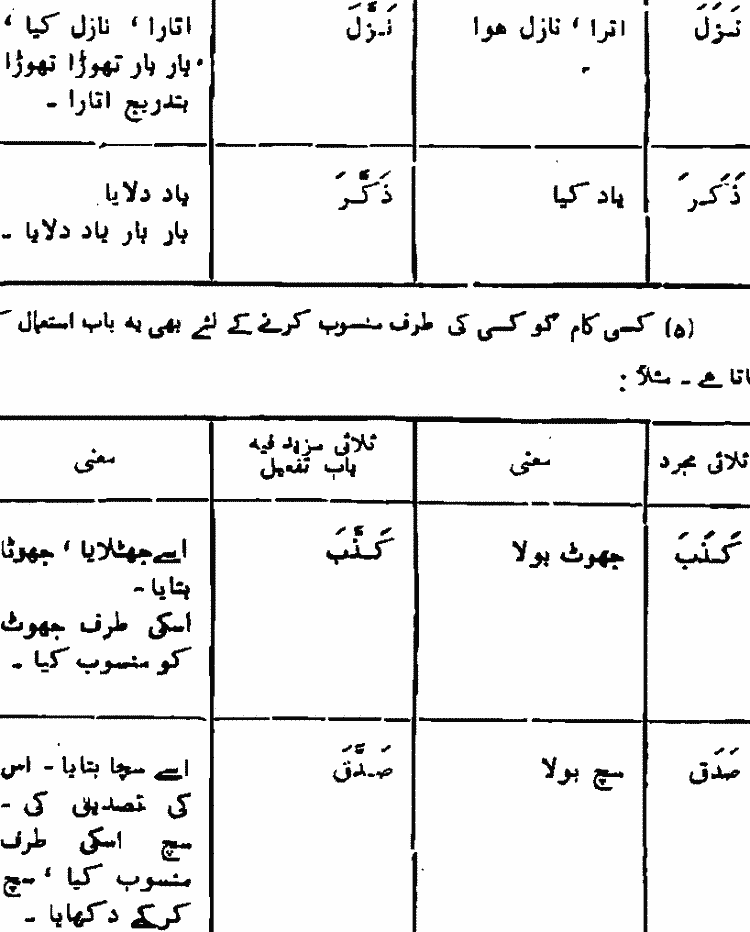 نَزَلَ
اترا ‘ نازل ہوا ۔
نَزَّلَ
اتارا ‘ نازل کیا ‘
بار بار تھوڑا تھوڑا
بتدریج اتارا ۔
ذَکَرَ
یاد کیا
ذَکَّرَ
یاد دلایا
بار بار یاد دلایا ۔
(۵) کسی کام کو کسی کی طرف منسوب کرنے کے لئے بھی یہ باب استعمال
ہے ۔ مثلاً :
ثلاثی مجرد
معنی
ثلاثی مزید فیہ
باب تفعیل
معنی
کَذَبَ
جھوٹ بولا
کَذَّبَ
اسے جھٹلایا ‘ جھوٹا
بتایا ۔
اسکی طرف جھوٹ
کو منسوب کیا ۔
صَدَقَ
سچ بولا
صَدَّقَ
اسے سچا بتایا ۔ اس
کی تصدیق کی ۔
سچ اسکی طرف
منسوب کیا ‘ سچ
کرکے دکھایا ۔